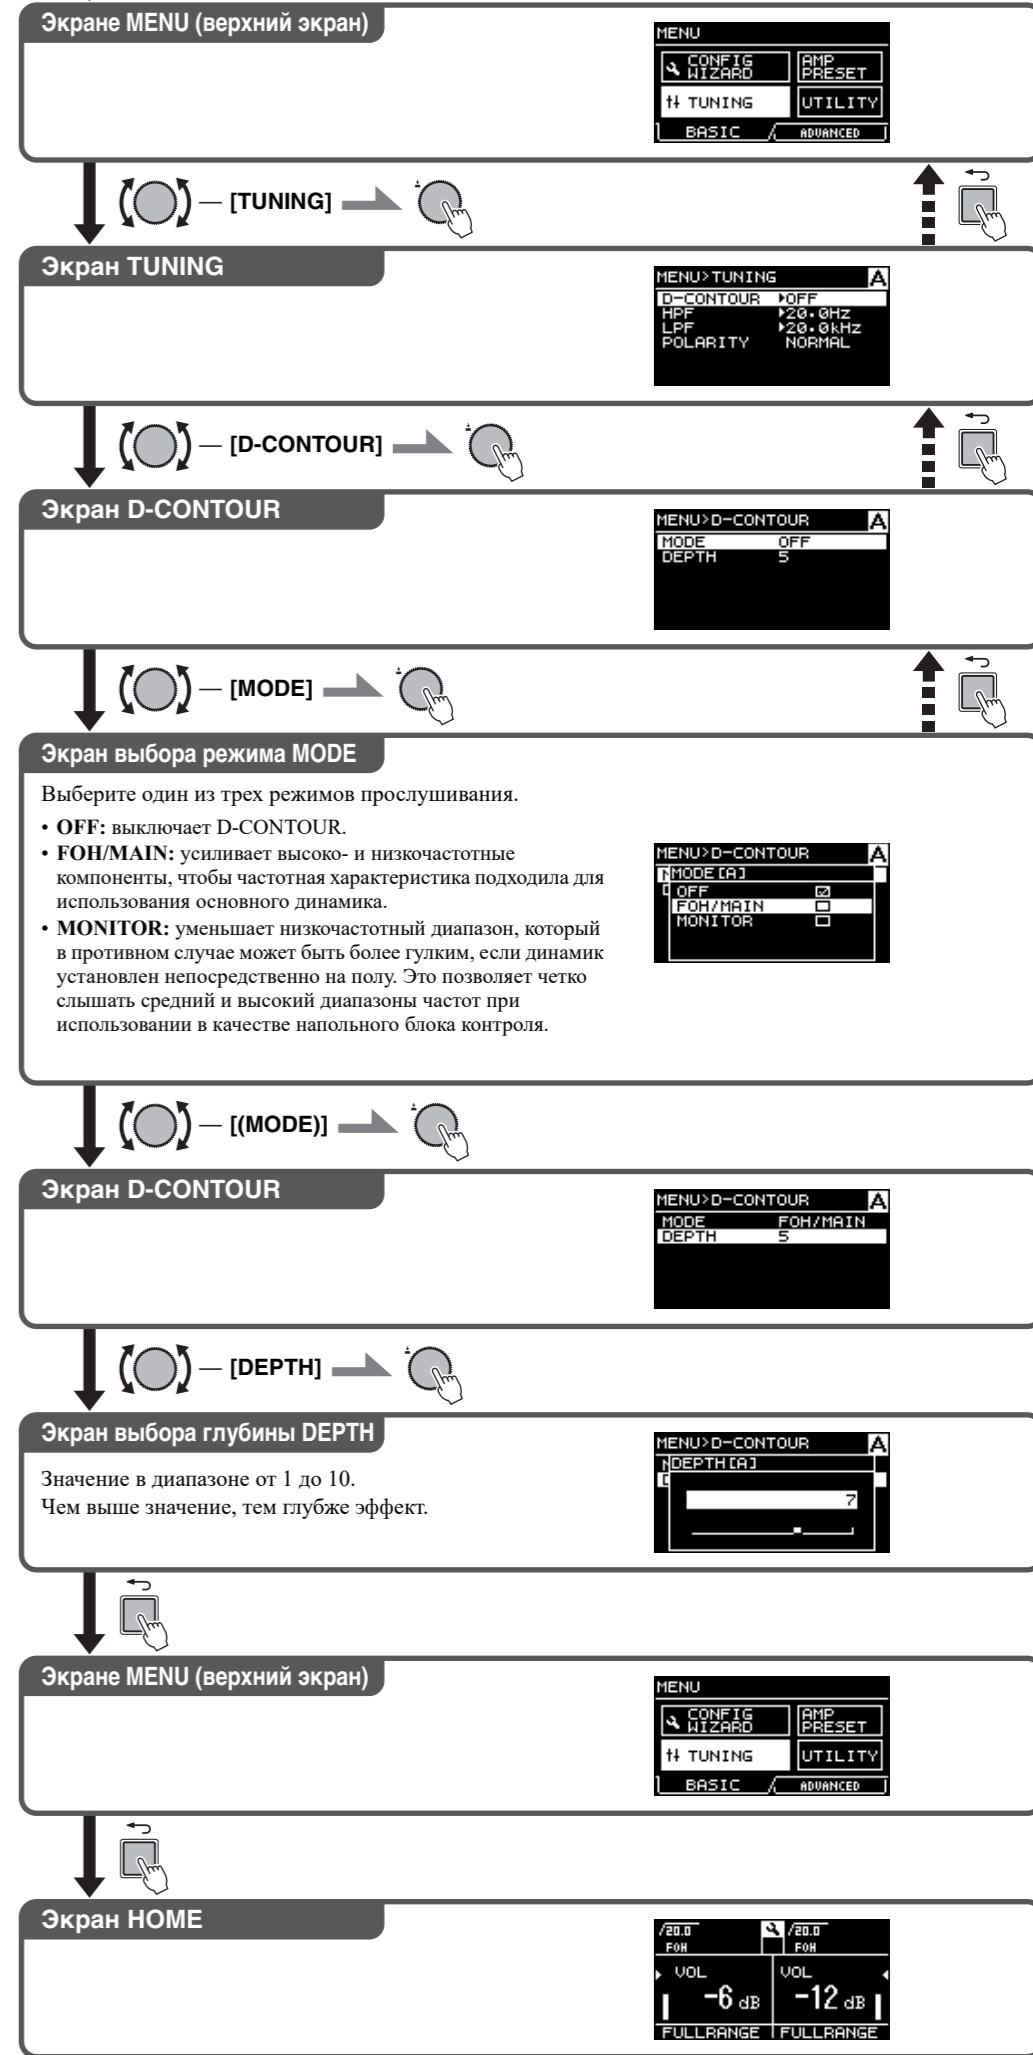 Экране MENU (верхний экран)
MENU
CONFIG WIZARD
AMP PRESET
TUNING
UTILITY
BASIC
ADVANCED
— [TUNING]
Экран TUNING
MENU>TUNING A
D-CONTOUR OFF
HPF 20.0Hz
LPF 20.0kHz
POLARITY NORMAL
— [D-CONTOUR]
Экран D-CONTOUR
MENU>D-CONTOUR A
MODE OFF
DEPTH 5
— [MODE]
Экран выбора режима MODE
Выберите один из трех режимов прослушивания.
• OFF: выключает D-CONTOUR.
• FOH/MAIN: усиливает высоко- и низкочастотные
компоненты, чтобы частотная характеристика подходила для
использования основного динамика.
• MONITOR: уменьшает низкочастотный диапазон, который
в противном случае может быть более гулким, если динамик
установлен непосредственно на полу. Это позволяет четко
слышать средний и высокий диапазоны частот при
использовании в качестве напольного блока контроля.
MENU>D-CONTOUR A
MODE[A]
OFF
FOH/MAIN
MONITOR
— [(MODE)]
Экран D-CONTOUR
MENU>D-CONTOUR A
MODE FOH/MAIN
DEPTH 5
— [DEPTH]
Экран выбора глубины DEPTH
Значение в диапазоне от 1 до 10.
Чем выше значение, тем глубже эффект.
MENU>D-CONTOUR A
DEPTH[A]
7
Экране MENU (верхний экран)
MENU
CONFIG WIZARD
AMP PRESET
TUNING
UTILITY
BASIC
ADVANCED
Экран HOME
20.0 20.0
FOH FOH
VOL VOL
-6 dB -12 dB
FULLRANGE FULLRANGE